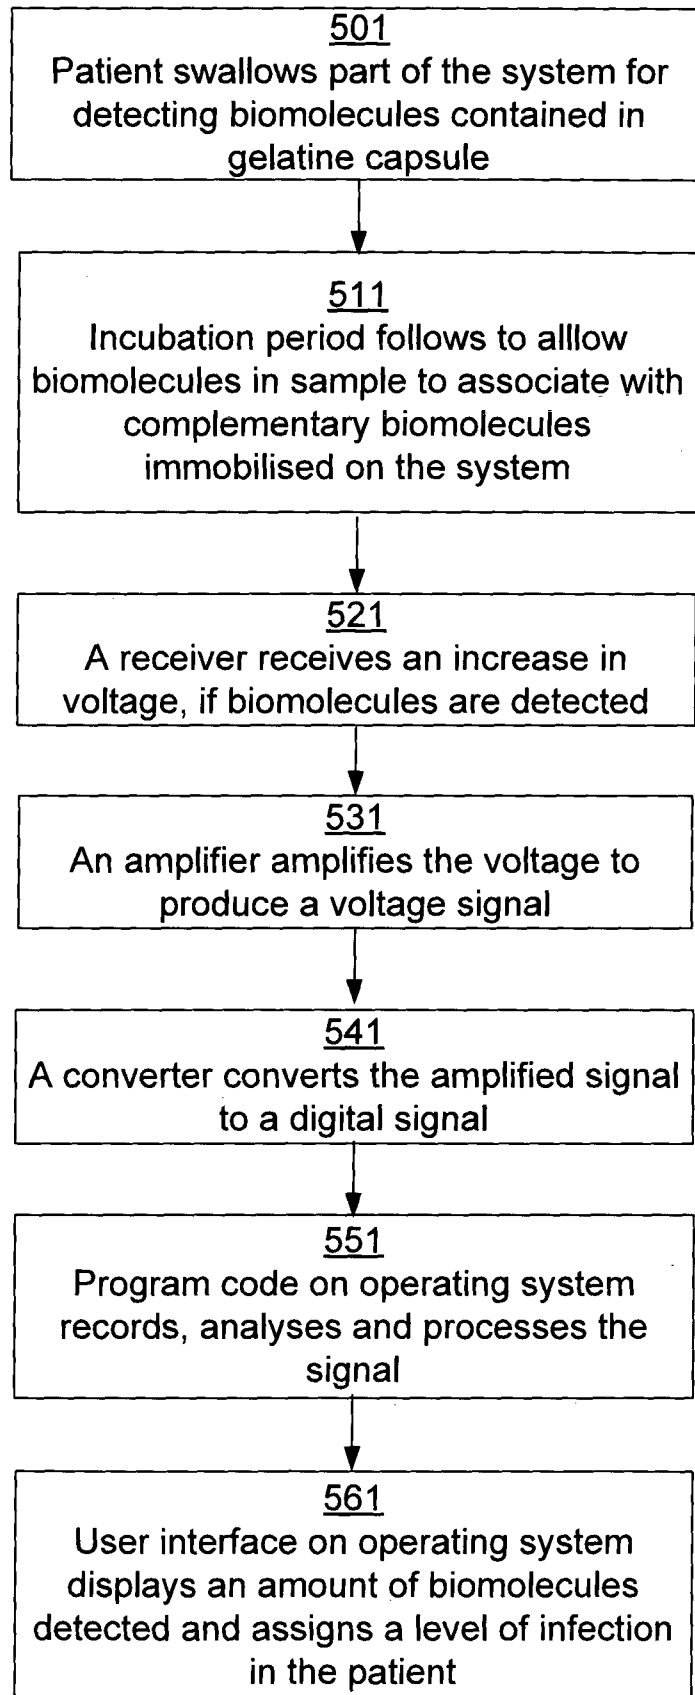 501
Patient swallows part of the system for
detecting biomolecules contained in
gelatine capsule
511
Incubation period follows to alllow
biomolecules in sample to associate with
complementary biomolecules
immobilised on the system
521
A receiver receives an increase in
voltage, if biomolecules are detected
531
An amplifier amplifies the voltage to
produce a voltage signal
541
A converter converts the amplified signal
to a digital signal
551
Program code on operating system
records, analyses and processes the
signal
561
User interface on operating system
displays an amount of biomolecules
detected and assigns a level of infection
in the patient